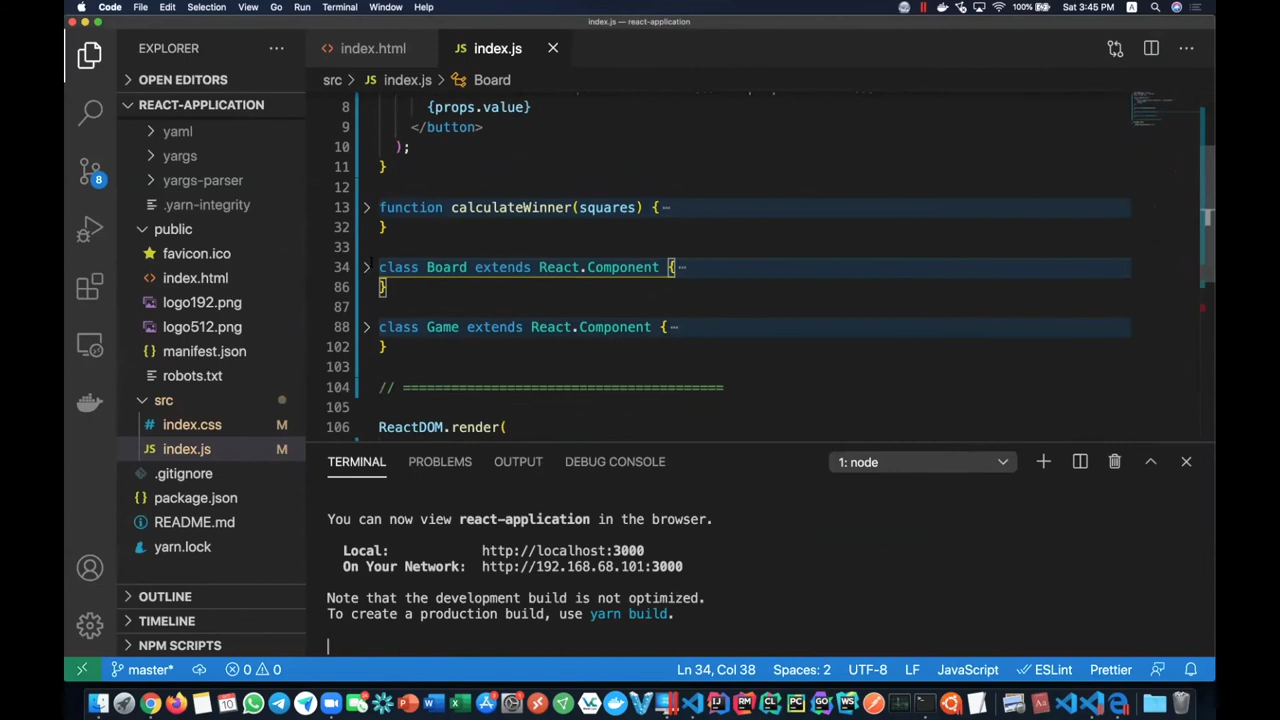 Code File Edit Selection View Go Run Terminal Window Help 100% Sat 3:45 PM A
index.js — react-application
EXPLORER
index.html
JS index.js
OPEN EDITORS
src > JS index.js > Board
REACT-APPLICATION
yaml
yargs
yargs-parser
.yarn-integrity
public
favicon.ico
index.html
logo192.png
logo512.png
manifest.json
robots.txt
src
# index.css M
JS index.js M
.gitignore
{} package.json
README.md
yarn.lock
OUTLINE
TIMELINE
NPM SCRIPTS
8
8 {props.value}
9 </button>
10 );
11 }
12
13 function calculateWinner(squares) {
32 }
33
34 class Board extends React.Component {
86 }
87
88 class Game extends React.Component {
102 }
103
104 // ========================================
105
106 ReactDOM.render(
TERMINAL PROBLEMS OUTPUT DEBUG CONSOLE 1: node
You can now view react-application in the browser.
Local: http://localhost:3000
On Your Network: http://192.168.68.101:3000
Note that the development build is not optimized.
To create a production build, use yarn build.
master* 0 0 Ln 34, Col 38 Spaces: 2 UTF-8 LF JavaScript ESLint Prettier